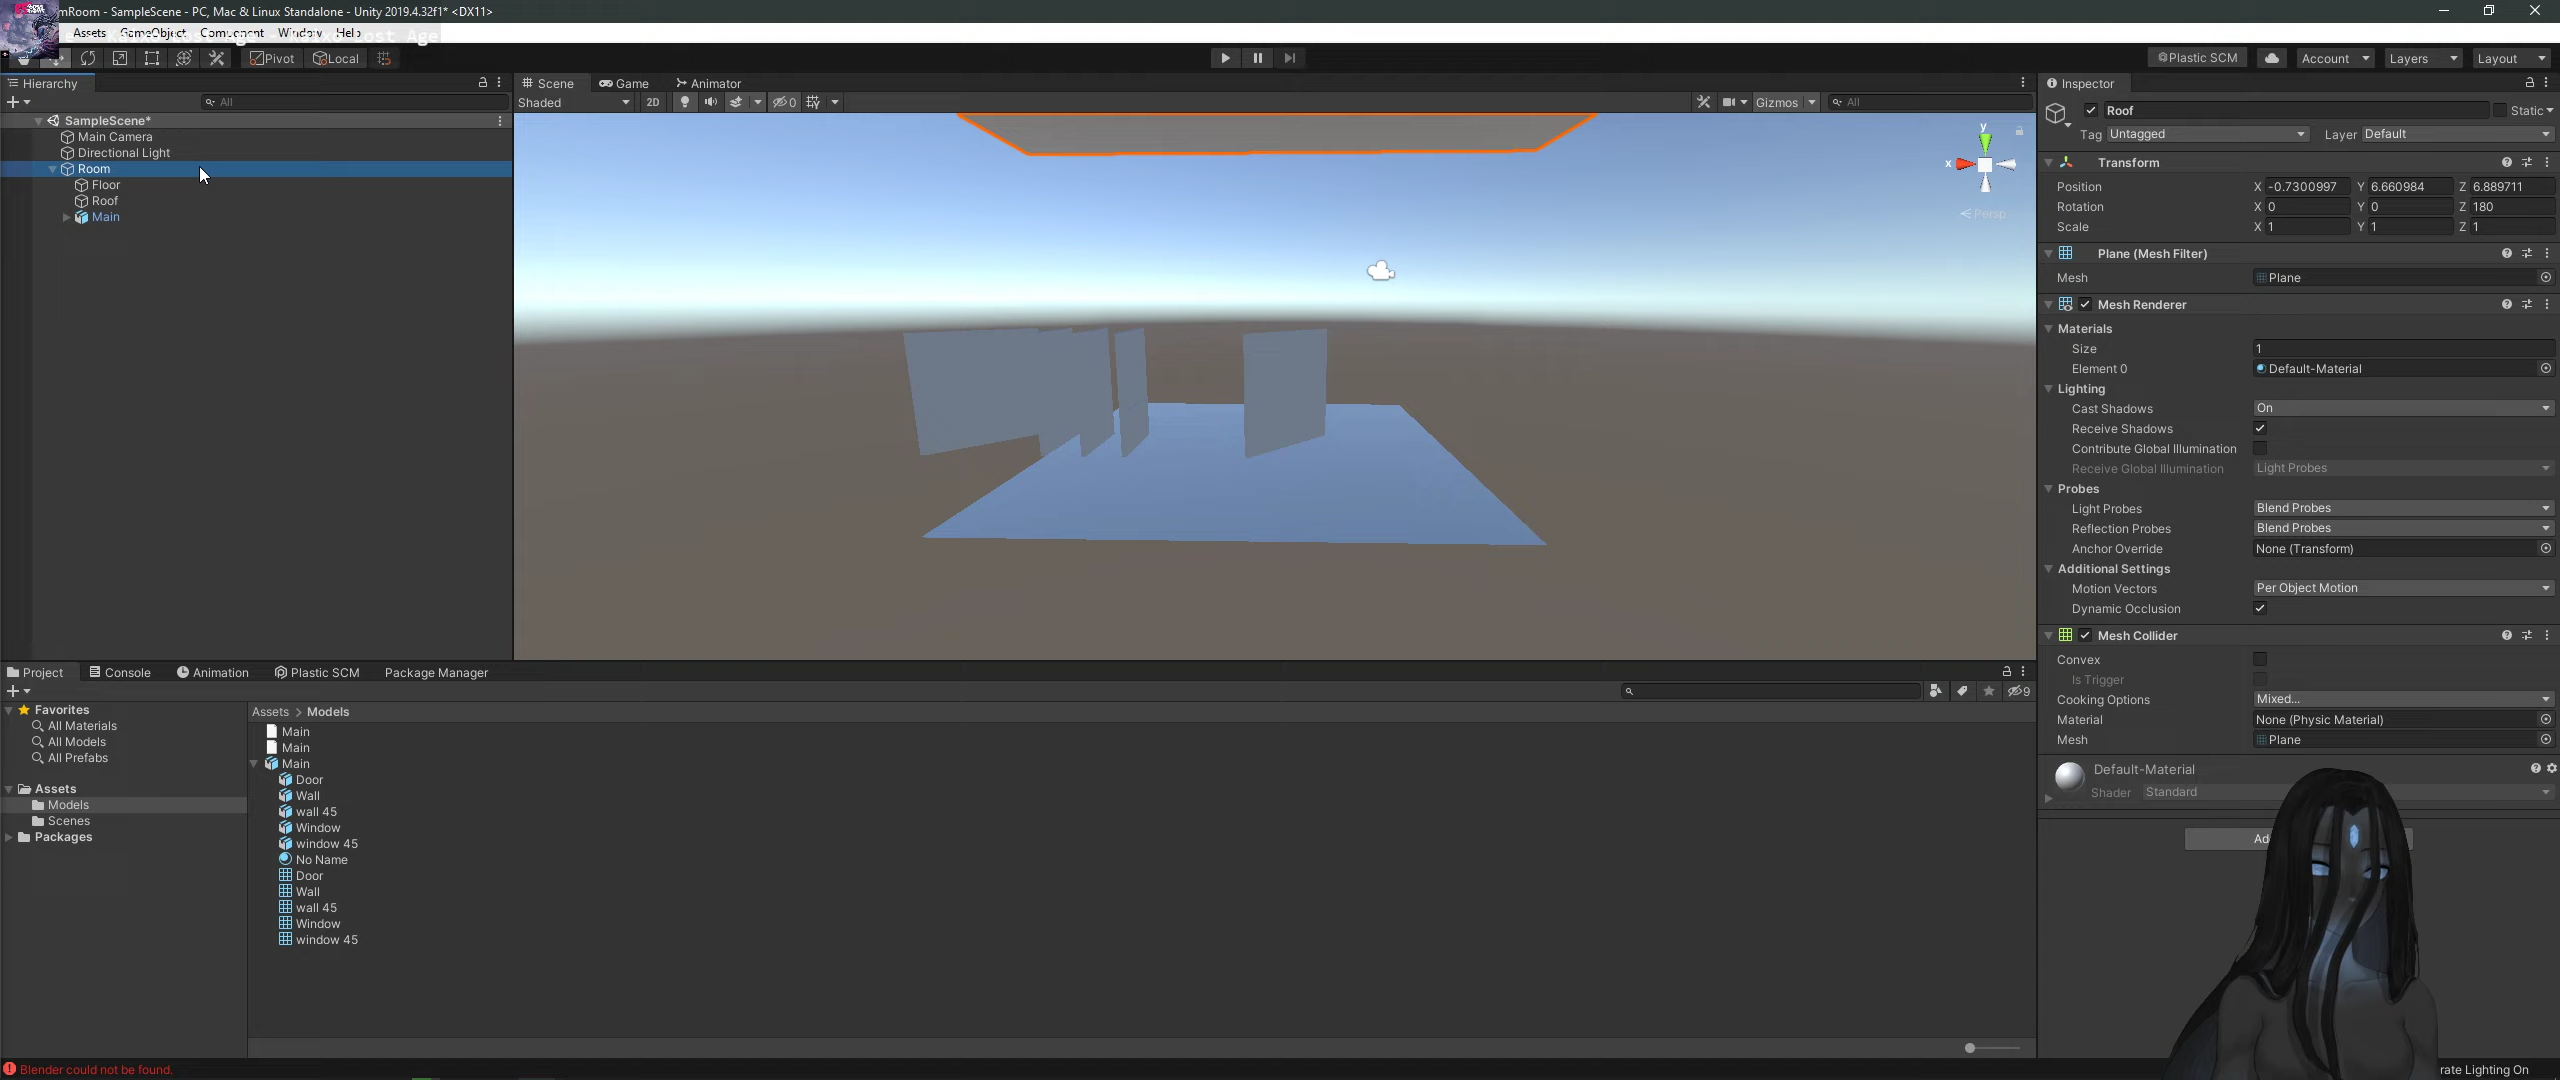 mRoom - SampleScene - PC, Mac & Linux Standalone - Unity 2019.4.32f1* <DX11>
Assets GameObject Component Window Help
Lost Age
Pivot Local
Plastic SCM Account Layers Layout
Hierarchy
All
SampleScene*
Main Camera
Directional Light
Room
Floor
Roof
Main
Scene Game Animator
Shaded 2D 0 Gizmos All
y
x
Persp
Inspector
Roof Static
Tag Untagged Layer Default
Transform
Position X -0.7300997 Y 6.660984 Z 6.889711
Rotation X 0 Y 0 Z 180
Scale X 1 Y 1 Z 1
Plane (Mesh Filter)
Mesh Plane
Mesh Renderer
Materials
Size 1
Element 0 Default-Material
Lighting
Cast Shadows On
Receive Shadows
Contribute Global Illumination
Receive Global Illumination Light Probes
Probes
Light Probes Blend Probes
Reflection Probes Blend Probes
Anchor Override None (Transform)
Additional Settings
Motion Vectors Per Object Motion
Dynamic Occlusion
Mesh Collider
Convex
Is Trigger
Cooking Options Mixed...
Material None (Physic Material)
Mesh Plane
Default-Material
Shader Standard
Ad
Project Console Animation Plastic SCM Package Manager
9
Favorites
All Materials
All Models
All Prefabs
Assets
Models
Scenes
Packages
Assets > Models
Main
Main
Main
Door
Wall
wall 45
Window
window 45
No Name
Door
Wall
wall 45
Window
window 45
Blender could not be found.
rate Lighting On